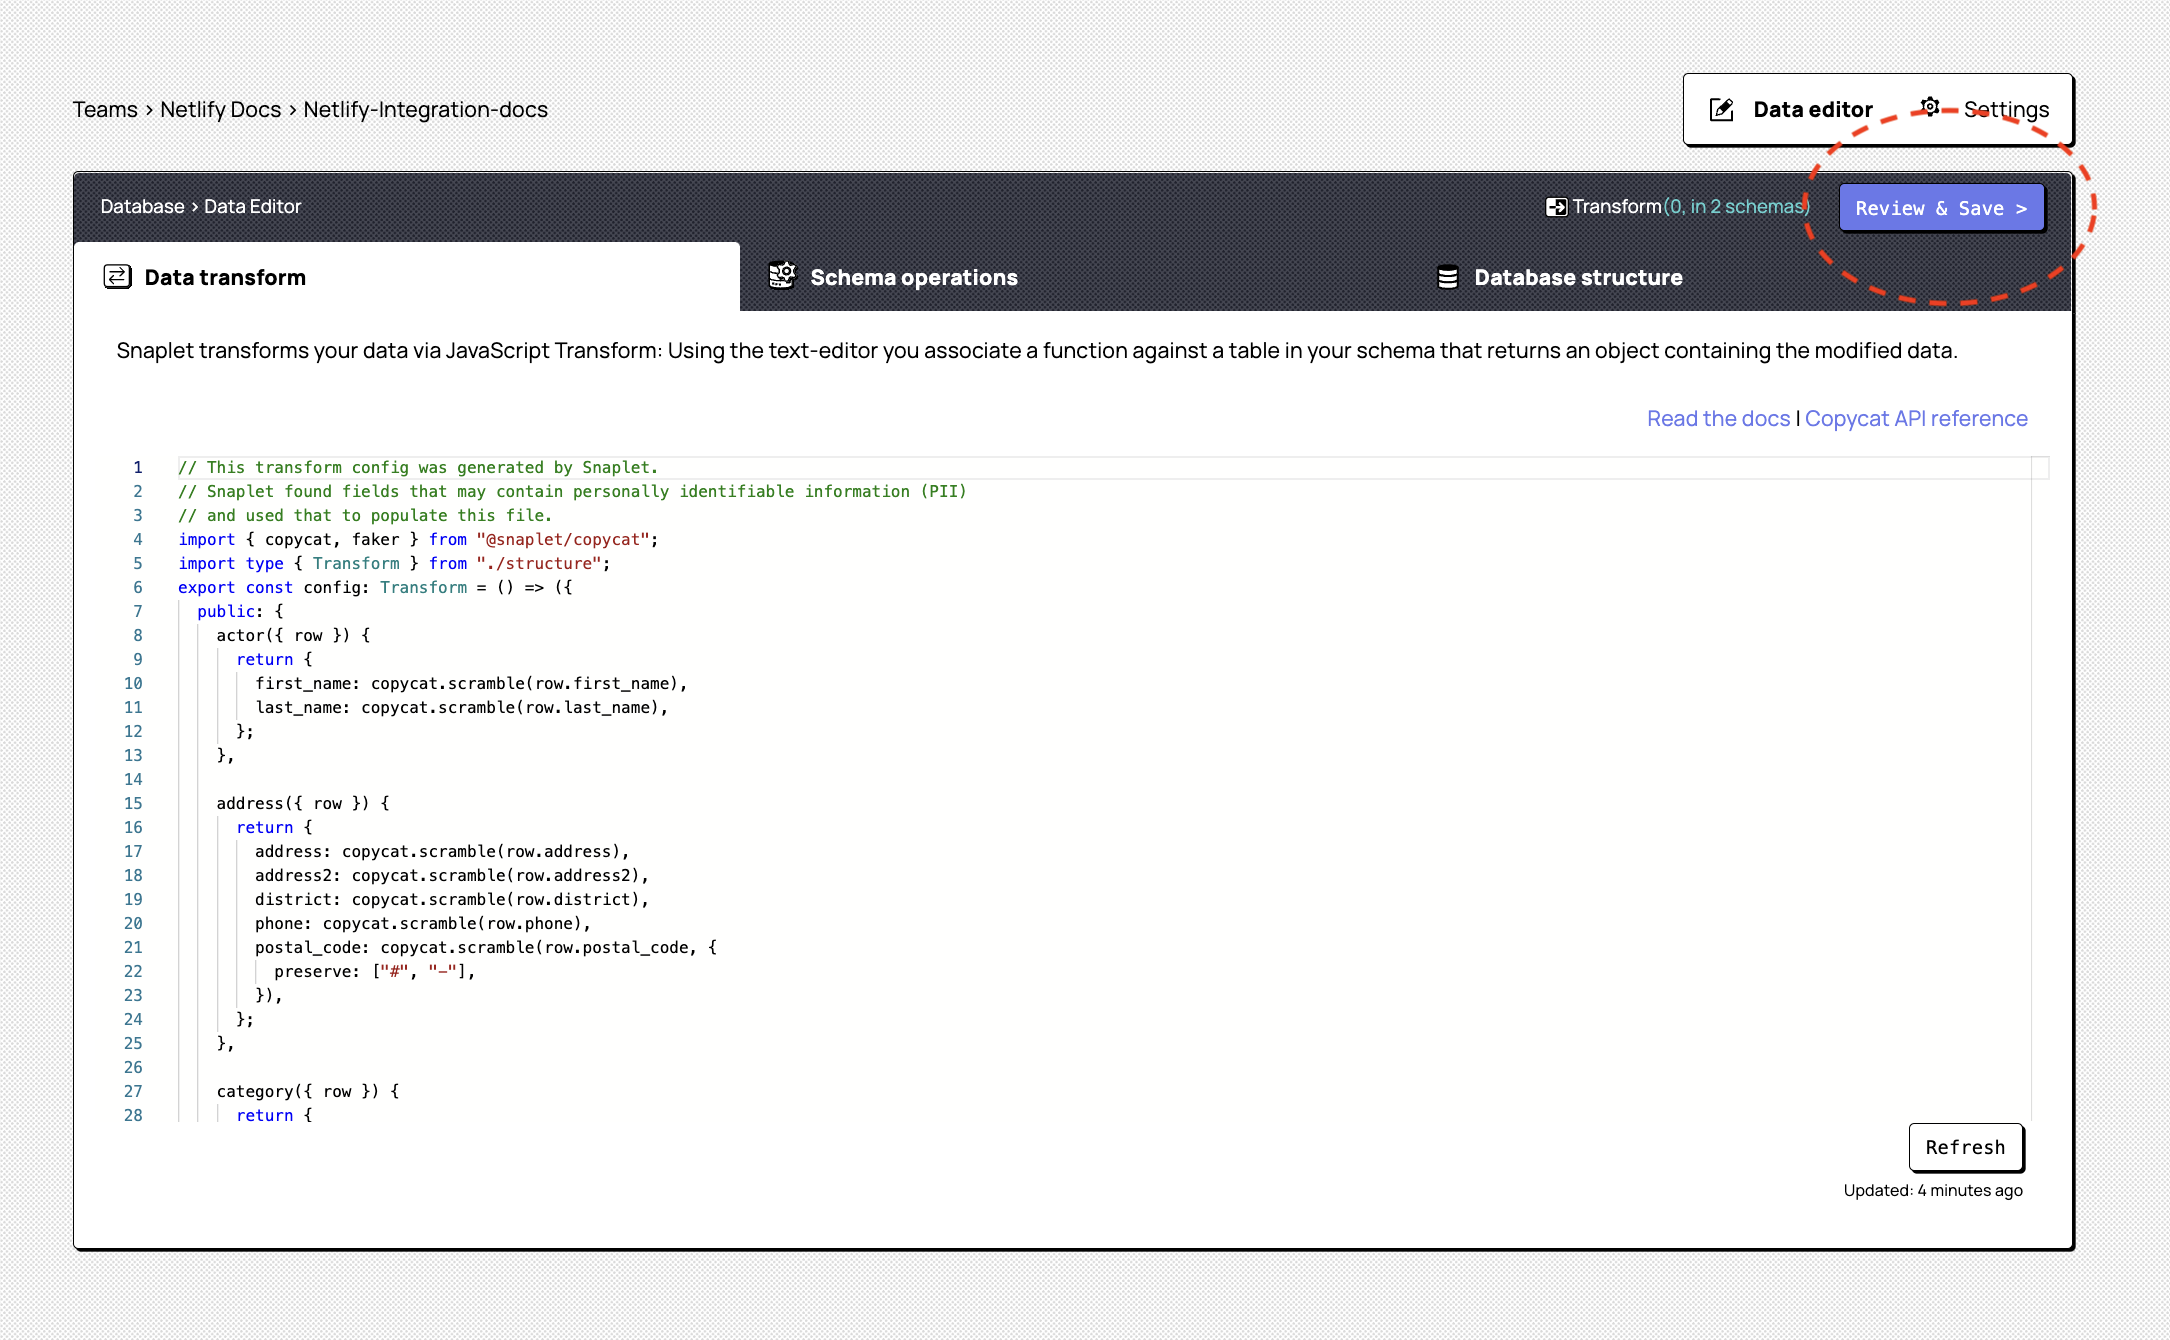 Teams › Netlify Docs › Netlify-Integration-docs
Data editor
Settings
Database › Data Editor
Transform(0, in 2 schemas)
Review & Save >
Data transform
Schema operations
Database structure
Snaplet transforms your data via JavaScript Transform: Using the text-editor you associate a function against a table in your schema that returns an object containing the modified data.
Read the docs | Copycat API reference
1 // This transform config was generated by Snaplet.
2 // Snaplet found fields that may contain personally identifiable information (PII)
3 // and used that to populate this file.
4 import { copycat, faker } from "@snaplet/copycat";
5 import type { Transform } from "./structure";
6 export const config: Transform = () => ({
7   public: {
8     actor({ row }) {
9       return {
10         first_name: copycat.scramble(row.first_name),
11         last_name: copycat.scramble(row.last_name),
12       };
13     },
14
15     address({ row }) {
16       return {
17         address: copycat.scramble(row.address),
18         address2: copycat.scramble(row.address2),
19         district: copycat.scramble(row.district),
20         phone: copycat.scramble(row.phone),
21         postal_code: copycat.scramble(row.postal_code, {
22           preserve: ["#", "-"],
23         }),
24       };
25     },
26
27     category({ row }) {
28       return {
Refresh
Updated: 4 minutes ago